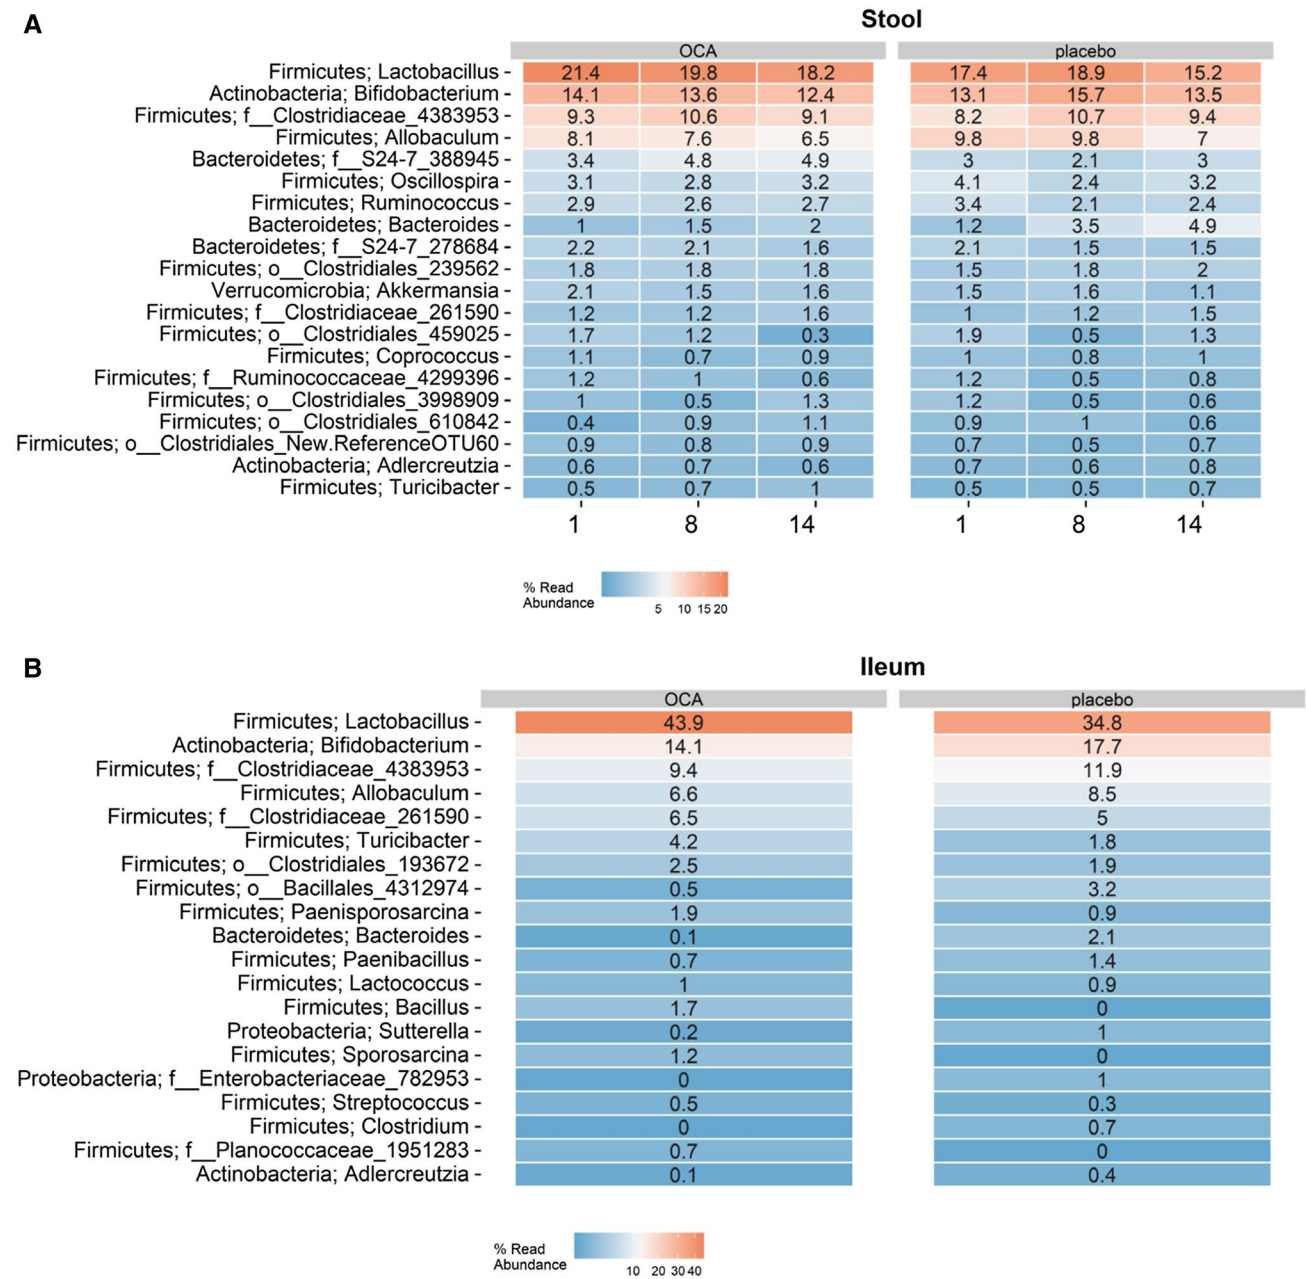 A
Stool
OCA placebo
Firmicutes; Lactobacillus - 21.4 19.8 18.2 17.4 18.9 15.2
Actinobacteria; Bifidobacterium - 14.1 13.6 12.4 13.1 15.7 13.5
Firmicutes; f__Clostridiaceae_4383953 - 9.3 10.6 9.1 8.2 10.7 9.4
Firmicutes; Allobaculum - 8.1 7.6 6.5 9.8 9.8 7
Bacteroidetes; f__S24-7_388945 - 3.4 4.8 4.9 3 2.1 3
Firmicutes; Oscillospira - 3.1 2.8 3.2 4.1 2.4 3.2
Firmicutes; Ruminococcus - 2.9 2.6 2.7 3.4 2.1 2.4
Bacteroidetes; Bacteroides - 1 1.5 2 1.2 3.5 4.9
Bacteroidetes; f__S24-7_278684 - 2.2 2.1 1.6 2.1 1.5 1.5
Firmicutes; o__Clostridiales_239562 - 1.8 1.8 1.8 1.5 1.8 2
Verrucomicrobia; Akkermansia - 2.1 1.5 1.6 1.5 1.6 1.1
Firmicutes; f__Clostridiaceae_261590 - 1.2 1.2 1.6 1 1.2 1.5
Firmicutes; o__Clostridiales_459025 - 1.7 1.2 0.3 1.9 0.5 1.3
Firmicutes; Coprococcus - 1.1 0.7 0.9 1 0.8 1
Firmicutes; f__Ruminococcaceae_4299396 - 1.2 1 0.6 1.2 0.5 0.8
Firmicutes; o__Clostridiales_3998909 - 1 0.5 1.3 1.2 0.5 0.6
Firmicutes; o__Clostridiales_610842 - 0.4 0.9 1.1 0.9 1 0.6
Firmicutes; o__Clostridiales_New.ReferenceOTU60 - 0.9 0.8 0.9 0.7 0.5 0.7
Actinobacteria; Adlercreutzia - 0.6 0.7 0.6 0.7 0.6 0.8
Firmicutes; Turicibacter - 0.5 0.7 1 0.5 0.5 0.7
1 8 14 1 8 14
% Read
Abundance
5 10 15 20
B
Ileum
OCA placebo
Firmicutes; Lactobacillus - 43.9 34.8
Actinobacteria; Bifidobacterium - 14.1 17.7
Firmicutes; f__Clostridiaceae_4383953 - 9.4 11.9
Firmicutes; Allobaculum - 6.6 8.5
Firmicutes; f__Clostridiaceae_261590 - 6.5 5
Firmicutes; Turicibacter - 4.2 1.8
Firmicutes; o__Clostridiales_193672 - 2.5 1.9
Firmicutes; o__Bacillales_4312974 - 0.5 3.2
Firmicutes; Paenisporosarcina - 1.9 0.9
Bacteroidetes; Bacteroides - 0.1 2.1
Firmicutes; Paenibacillus - 0.7 1.4
Firmicutes; Lactococcus - 1 0.9
Firmicutes; Bacillus - 1.7 0
Proteobacteria; Sutterella - 0.2 1
Firmicutes; Sporosarcina - 1.2 0
Proteobacteria; f__Enterobacteriaceae_782953 - 0 1
Firmicutes; Streptococcus - 0.5 0.3
Firmicutes; Clostridium - 0 0.7
Firmicutes; f__Planococcaceae_1951283 - 0.7 0
Actinobacteria; Adlercreutzia - 0.1 0.4
% Read
Abundance
10 20 30 40